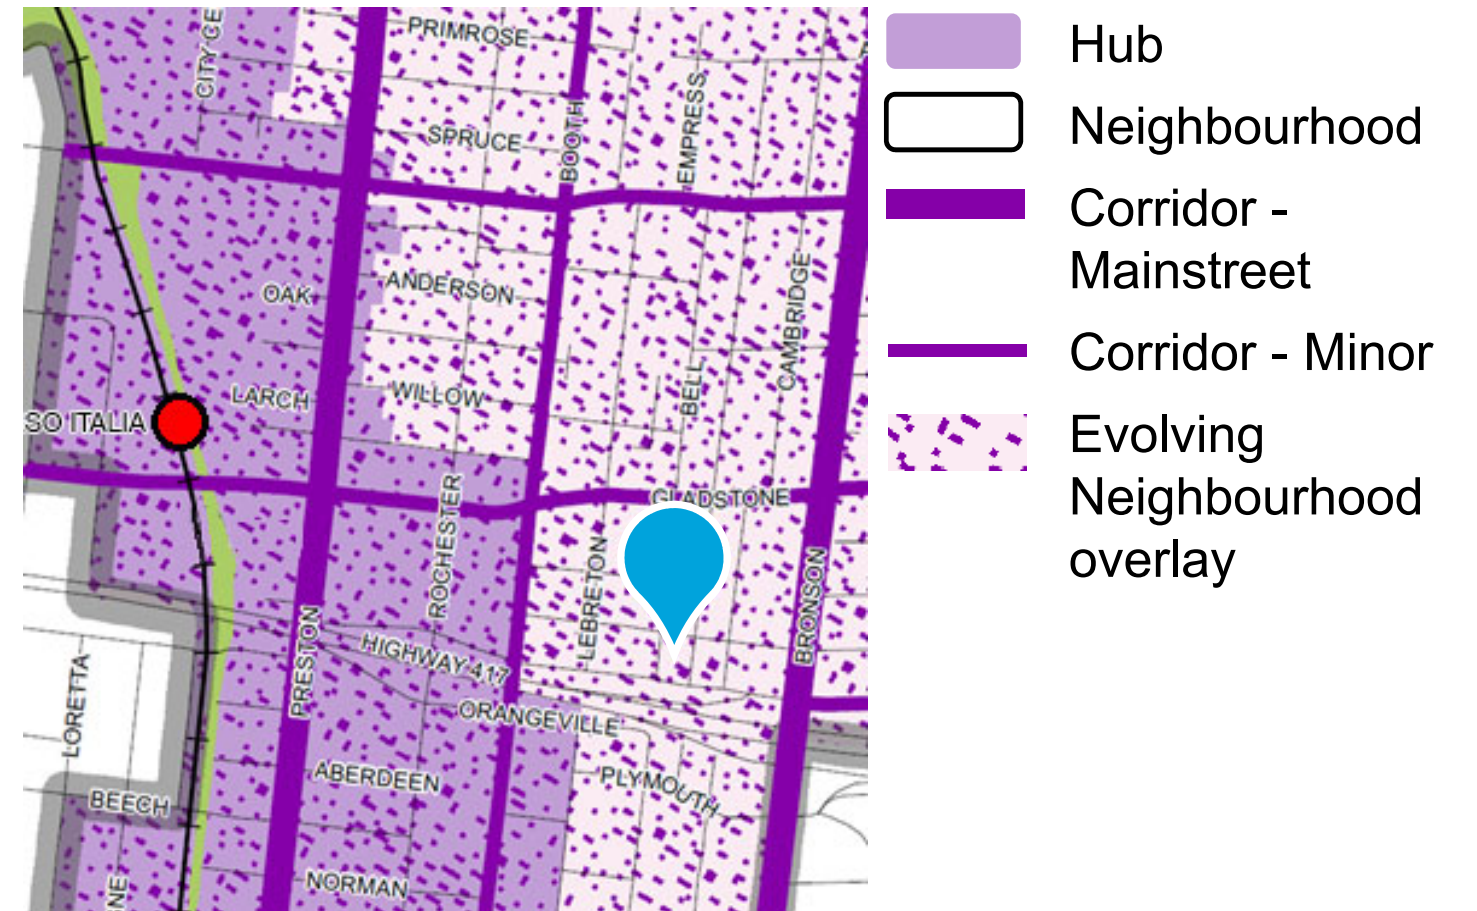 CITY CE
PRIMROSE
SPRUCE
BOOTH
EMPRESS
OAK
ANDERSON
CAMBRIDGE
LARCH
WILLOW
BELL
SO ITALIA
GLADSTONE
ROCHESTER
LEBRETON
BRONSON
PRESTON
HIGHWAY 417
LORETTA
ORANGEVILLE
ABERDEEN
PLYMOUTH
BEECH
NORMAN
NE
Hub
Neighbourhood
Corridor -
Mainstreet
Corridor - Minor
Evolving
Neighbourhood
overlay